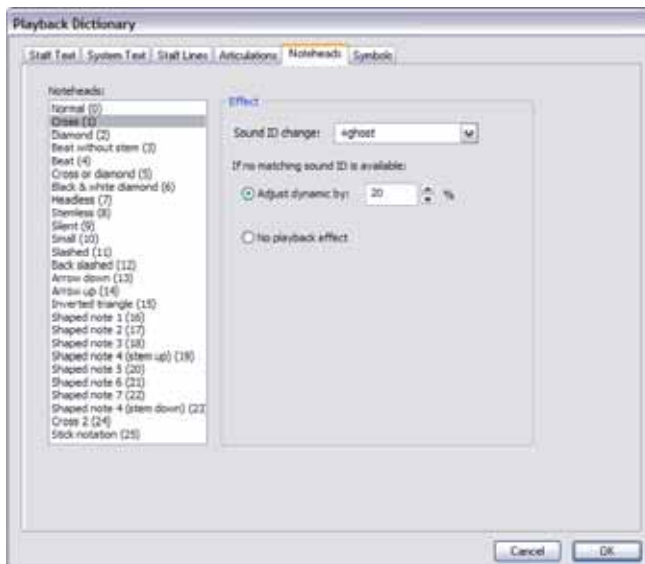 Playback Dictionary
Staff Text System Text Staff Lines Articulations Noteheads Symbols
Noteheads:
Normal (0)
Cross (1)
Diamond (2)
Beat without stem (3)
Beat (4)
Cross or diamond (5)
Black & white diamond (6)
Headless (7)
Stemless (8)
Silent (9)
Small (10)
Slashed (11)
Back slashed (12)
Arrow down (13)
Arrow up (14)
Inverted triangle (15)
Shaped note 1 (16)
Shaped note 2 (17)
Shaped note 3 (18)
Shaped note 4 (stem up) (19)
Shaped note 5 (20)
Shaped note 6 (21)
Shaped note 7 (22)
Shaped note 4 (stem down) (23
Cross 2 (24)
Stick notation (25)
Effect
Sound ID change: +ghost
If no matching sound ID is available:
Adjust dynamic by: 20 %
No playback effect
Cancel OK